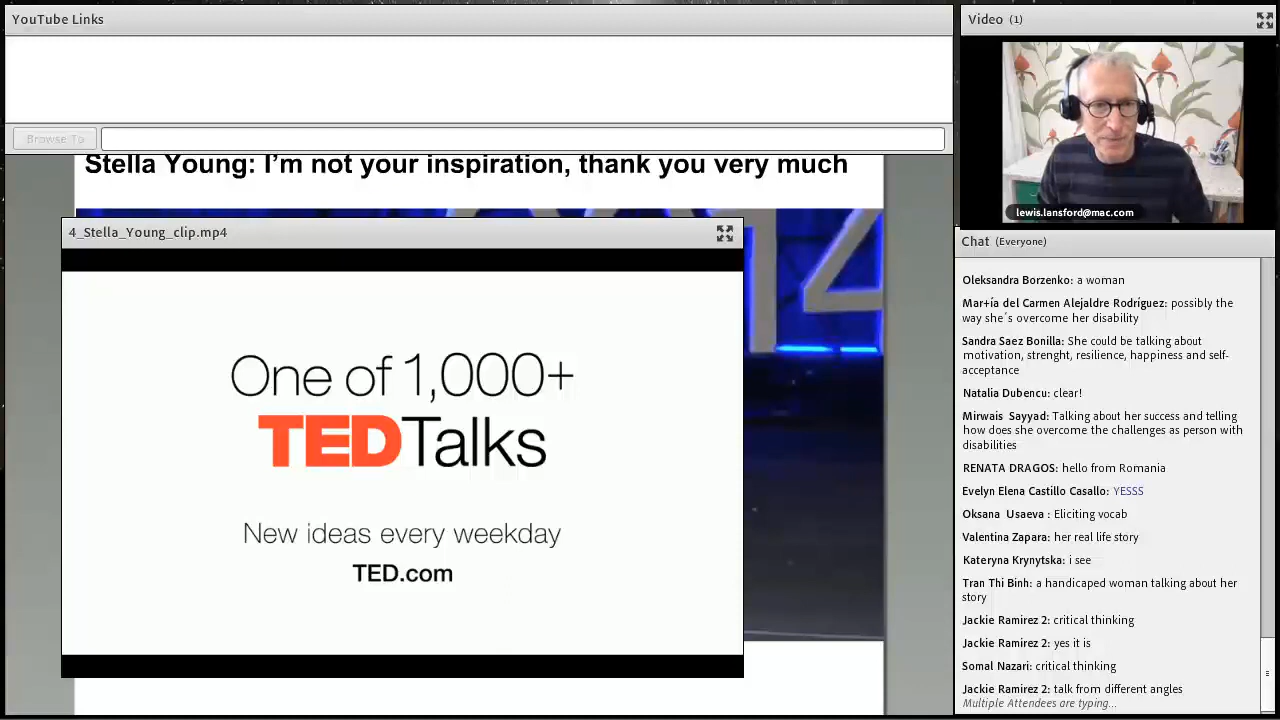 YouTube Links
Browse To
Stella Young: I'm not your inspiration, thank you very much
14
4_Stella_Young_clip.mp4
One of 1,000+
TEDTalks
New ideas every weekday
TED.com
Video (1)
lewis.lansford@mac.com
Chat (Everyone)
Oleksandra Borzenko: a woman
Mar+ía del Carmen Alejaldre Rodríguez: possibly the
way she´s overcome her disability
Sandra Saez Bonilla: She could be talking about
motivation, strenght, resilience, happiness and self-
acceptance
Natalia Dubencu: clear!
Mirwais Sayyad: Talking about her success and telling
how does she overcome the challenges as person with
disabilities
RENATA DRAGOS: hello from Romania
Evelyn Elena Castillo Casallo: YESSS
Oksana Usaeva : Eliciting vocab
Valentina Zapara: her real life story
Kateryna Krynytska: i see
Tran Thi Binh: a handicaped woman talking about her
story
Jackie Ramirez 2: critical thinking
Jackie Ramirez 2: yes it is
Somal Nazari: critical thinking
Jackie Ramirez 2: talk from different angles
Multiple Attendees are typing...